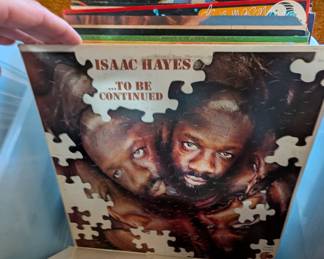 ISAAC HAYES
...TO BE
CONTINUED